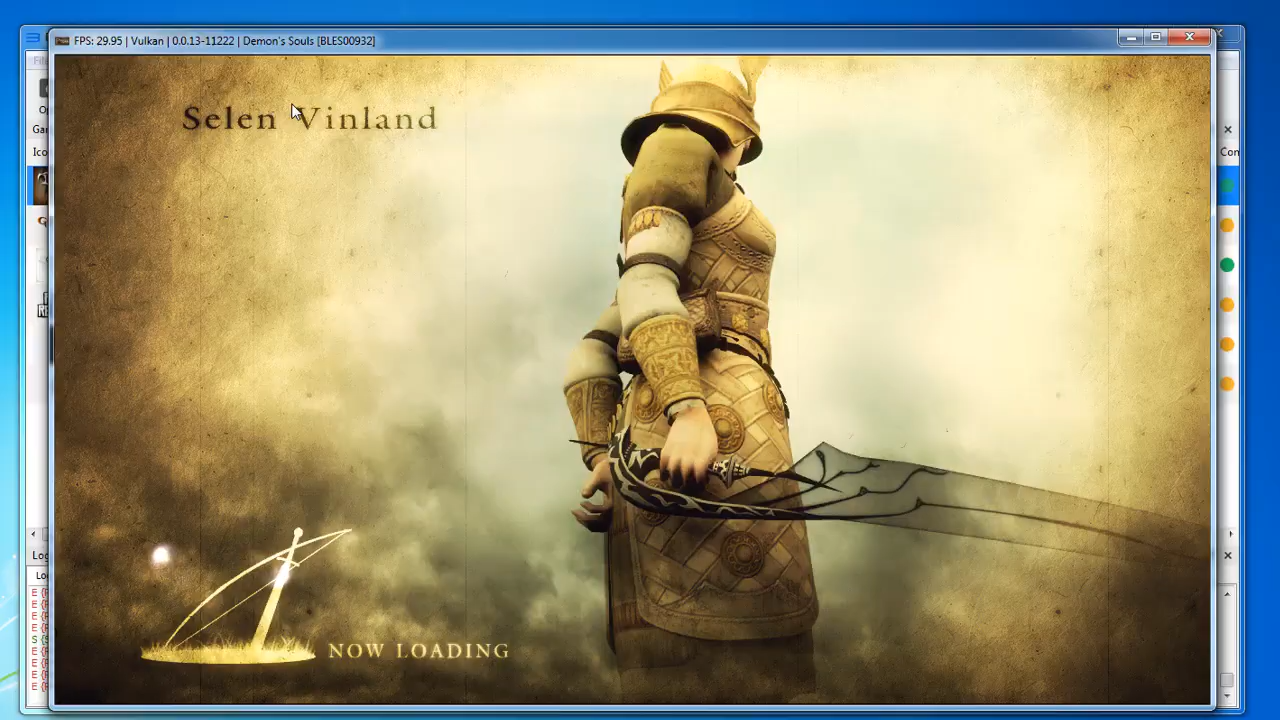 FPS: 29.95 | Vulkan | 0.0.13-11222 | Demon's Souls [BLES00932]
Selen Vinland
NOW LOADING